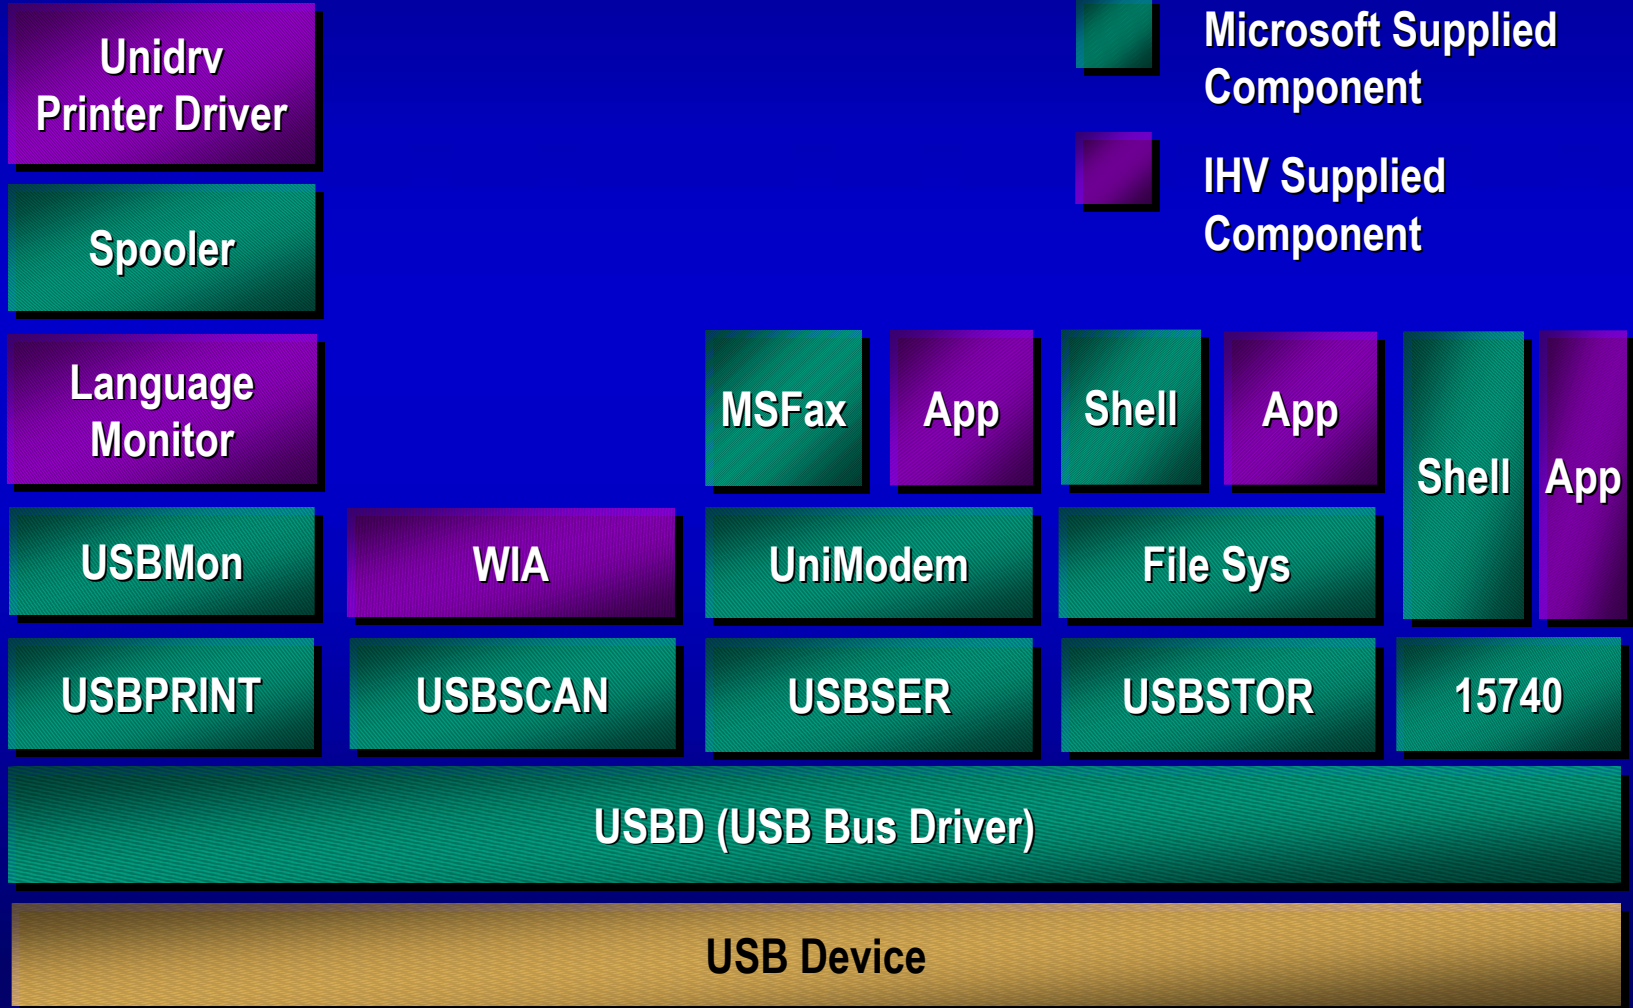 Unidrv
Printer Driver
Microsoft Supplied
Component
IHV Supplied
Component
Spooler
Language
Monitor
MSFax
App
Shell
App
Shell
App
USBMon
WIA
UniModem
File Sys
USBPRINT
USBSCAN
USBSER
USBSTOR
15740
USBD (USB Bus Driver)
USB Device